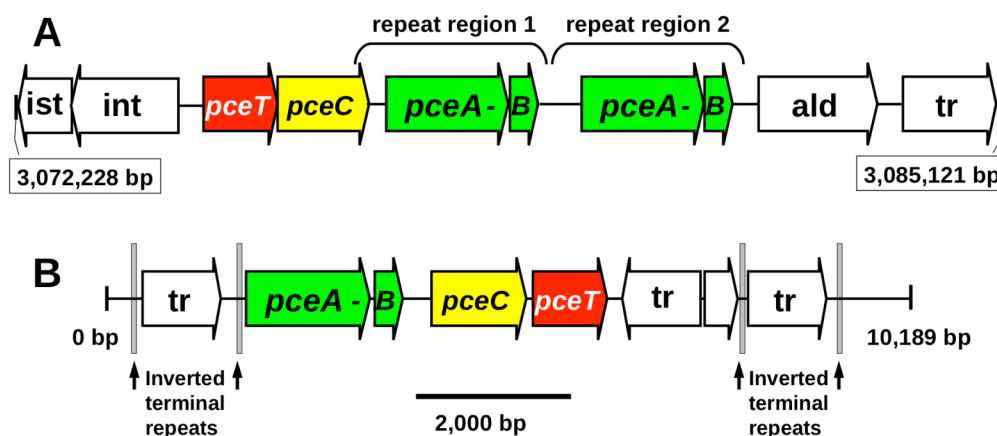 A
repeat region 1 repeat region 2
ist int pceT pceC pceA - B pceA - B ald tr
3,072,228 bp 3,085,121 bp
B
tr pceA - B pceC pceT tr tr
0 bp 10,189 bp
Inverted
terminal
repeats
Inverted
terminal
repeats
2,000 bp